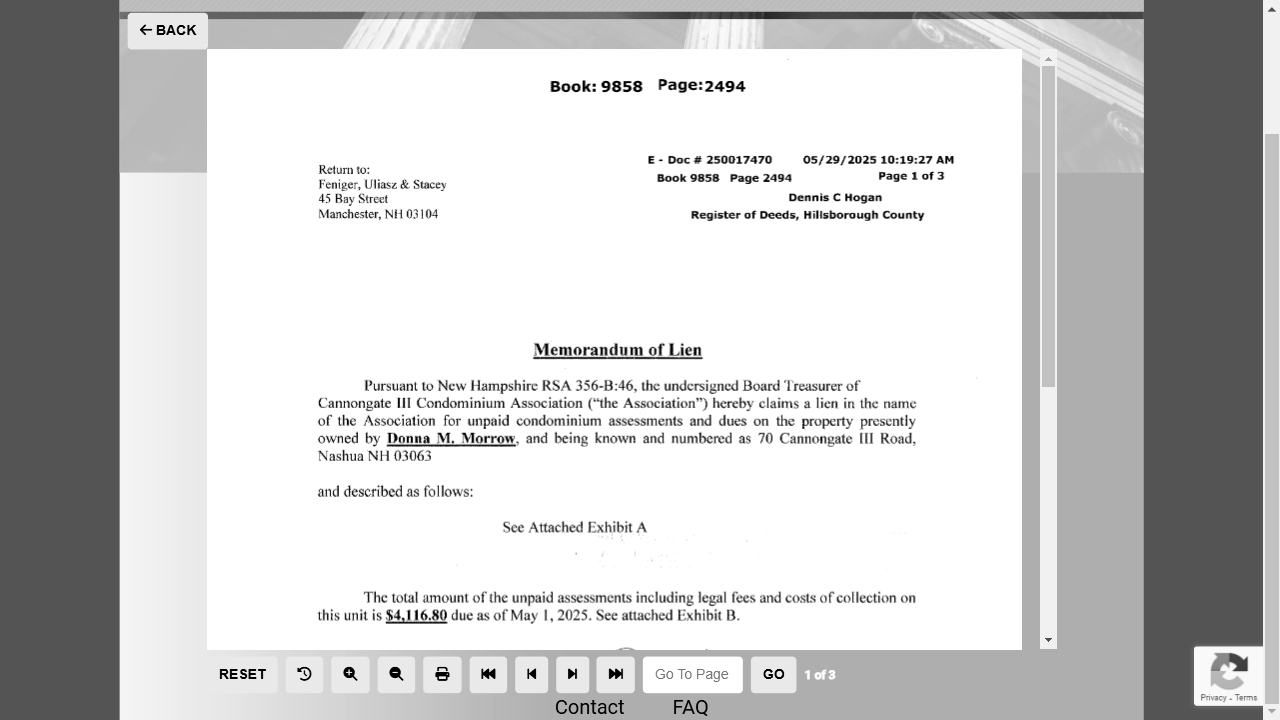 BACK
Book: 9858 Page:2494
E - Doc # 250017470 05/29/2025 10:19:27 AM
Book 9858 Page 2494 Page 1 of 3
Dennis C Hogan
Register of Deeds, Hillsborough County
Return to:
Feniger, Uliasz & Stacey
45 Bay Street
Manchester, NH 03104
Memorandum of Lien
Pursuant to New Hampshire RSA 356-B:46, the undersigned Board Treasurer of
Cannongate III Condominium Association (“the Association”) hereby claims a lien in the name
of the Association for unpaid condominium assessments and dues on the property presently
owned by Donna M. Morrow, and being known and numbered as 70 Cannongate III Road,
Nashua NH 03063
and described as follows:
See Attached Exhibit A
The total amount of the unpaid assessments including legal fees and costs of collection on
this unit is $4,116.80 due as of May 1, 2025. See attached Exhibit B.
RESET Go To Page GO 1 of 3
Contact FAQ
Privacy - Terms